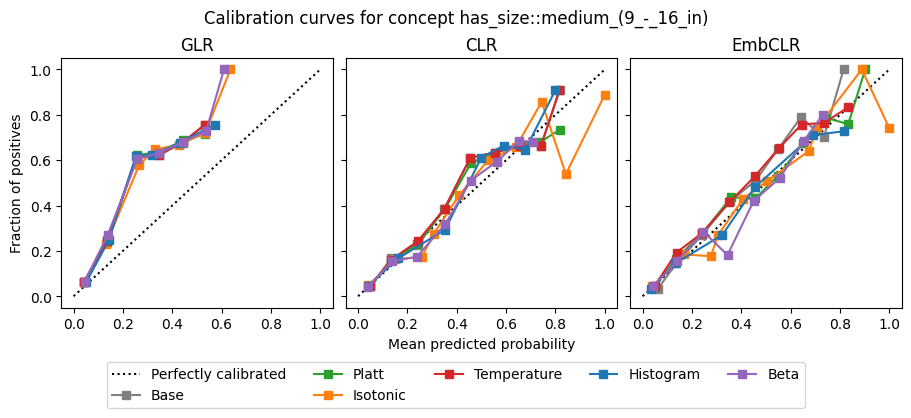 Calibration curves for concept has_size::medium_(9_-_16_in)
GLR
CLR
EmbCLR
Fraction of positives
1.0
0.8
0.6
0.4
0.2
0.0
0.0 0.2 0.4 0.6 0.8 1.0
0.0 0.2 0.4 0.6 0.8 1.0
0.0 0.2 0.4 0.6 0.8 1.0
Mean predicted probability
Perfectly calibrated Platt Temperature Histogram Beta
Base Isotonic